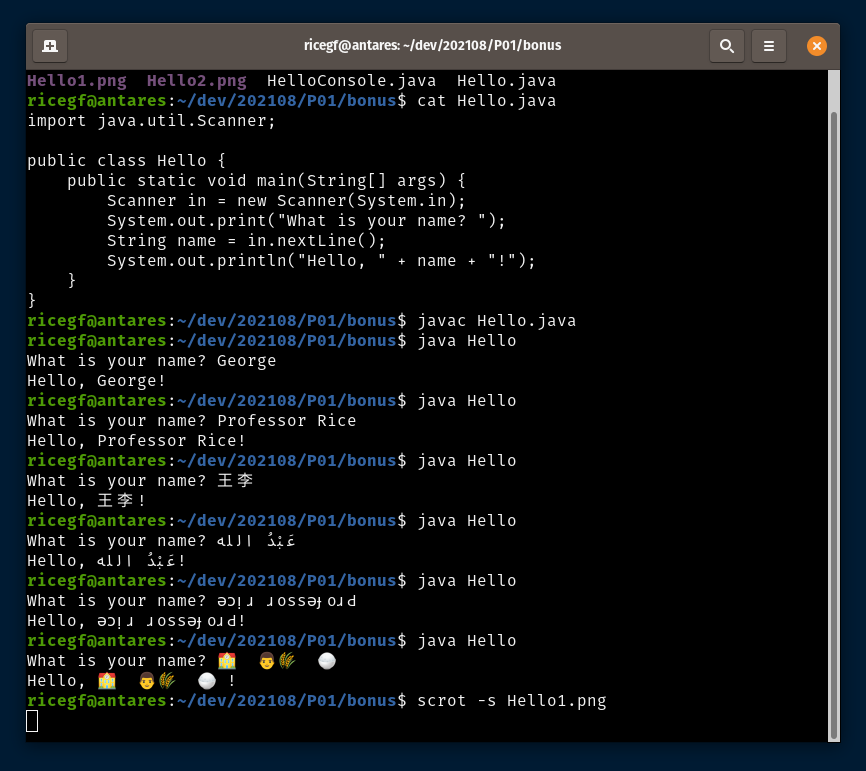 ricegf@antares: ~/dev/202108/P01/bonus
Hello1.png  Hello2.png  HelloConsole.java  Hello.java
ricegf@antares:~/dev/202108/P01/bonus$ cat Hello.java
import java.util.Scanner;

public class Hello {
    public static void main(String[] args) {
        Scanner in = new Scanner(System.in);
        System.out.print("What is your name? ");
        String name = in.nextLine();
        System.out.println("Hello, " + name + "!");
    }
}
ricegf@antares:~/dev/202108/P01/bonus$ javac Hello.java
ricegf@antares:~/dev/202108/P01/bonus$ java Hello
What is your name? George
Hello, George!
ricegf@antares:~/dev/202108/P01/bonus$ java Hello
What is your name? Professor Rice
Hello, Professor Rice!
ricegf@antares:~/dev/202108/P01/bonus$ java Hello
What is your name? 王李
Hello, 王李!
ricegf@antares:~/dev/202108/P01/bonus$ java Hello
What is your name? عَبْدُ الله
Hello, عَبْدُ الله!
ricegf@antares:~/dev/202108/P01/bonus$ java Hello
What is your name? ǝɔıɹ ɹossǝɟoɹԀ
Hello, ǝɔıɹ ɹossǝɟoɹԀ!
ricegf@antares:~/dev/202108/P01/bonus$ java Hello
What is your name? 🏫 👨🌾 🍚
Hello, 🏫 👨🌾 🍚 !
ricegf@antares:~/dev/202108/P01/bonus$ scrot -s Hello1.png